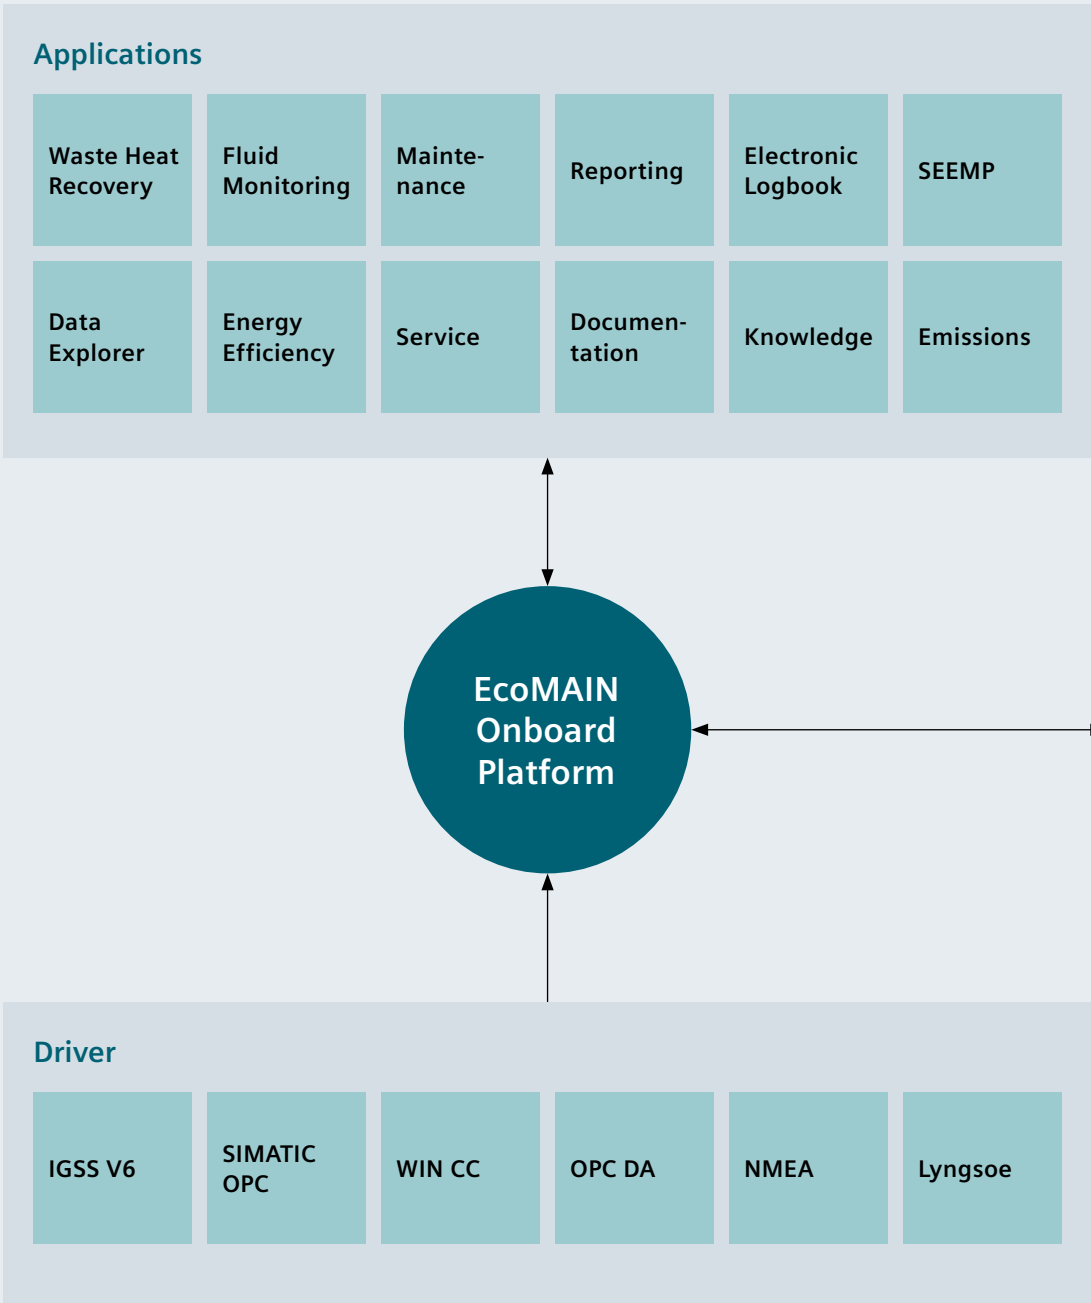 Applications
Waste Heat
Recovery
Fluid
Monitoring
Mainte-
nance
Reporting
Electronic
Logbook
SEEMP
Data
Explorer
Energy
Efficiency
Service
Documen-
tation
Knowledge
Emissions
EcoMAIN
Onboard
Platform
Driver
IGSS V6
SIMATIC
OPC
WIN CC
OPC DA
NMEA
Lyngsoe